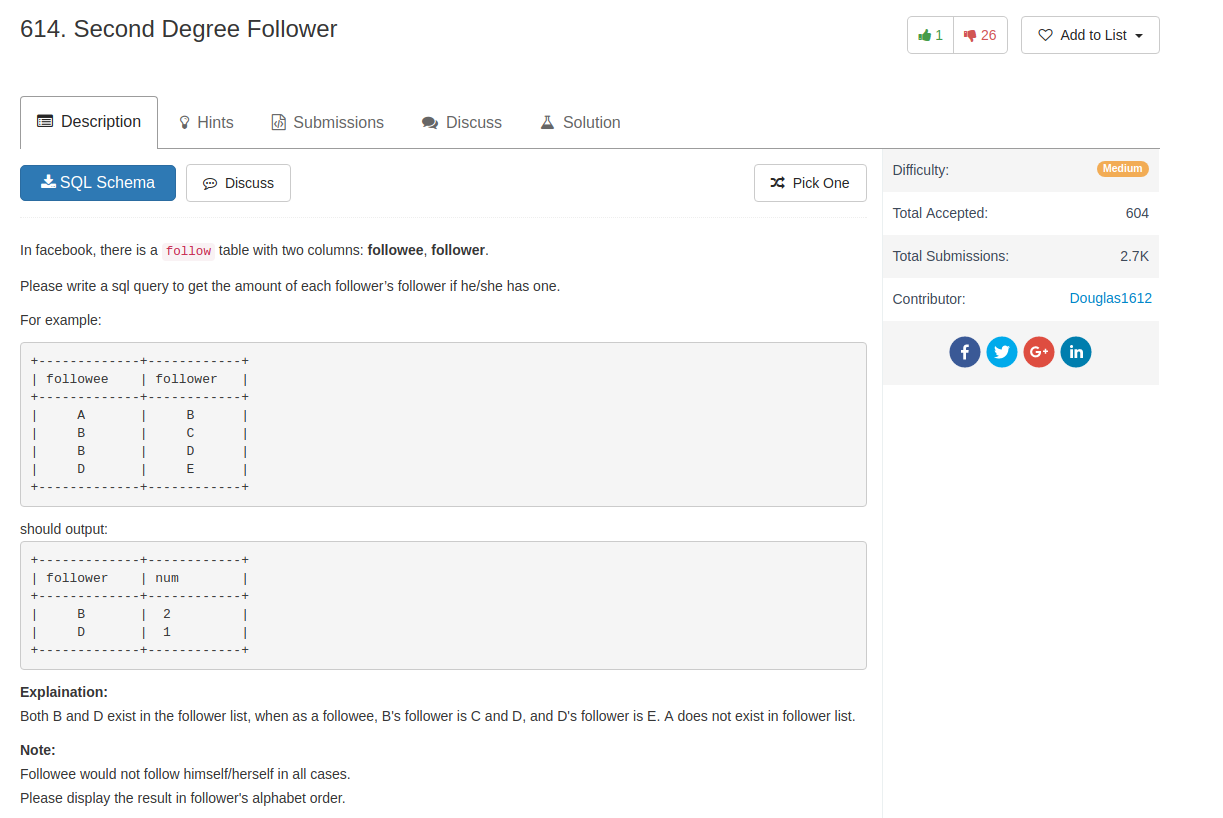 614. Second Degree Follower
1
26
Add to List
Description
Hints
Submissions
Discuss
Solution
SQL Schema
Discuss
Pick One
Difficulty:
Medium
Total Accepted:
604
Total Submissions:
2.7K
Contributor:
Douglas1612
In facebook, there is a follow table with two columns: followee, follower.
Please write a sql query to get the amount of each follower’s follower if he/she has one.
For example:
+-------------+------------+
| followee    | follower   |
+-------------+------------+
|      A      |     B      |
|      B      |     C      |
|      B      |     D      |
|      D      |     E      |
+-------------+------------+
should output:
+-------------+------------+
| follower    | num        |
+-------------+------------+
|      B      |  2         |
|      D      |  1         |
+-------------+------------+
Explaination:
Both B and D exist in the follower list, when as a followee, B's follower is C and D, and D's follower is E. A does not exist in follower list.
Note:
Followee would not follow himself/herself in all cases.
Please display the result in follower's alphabet order.